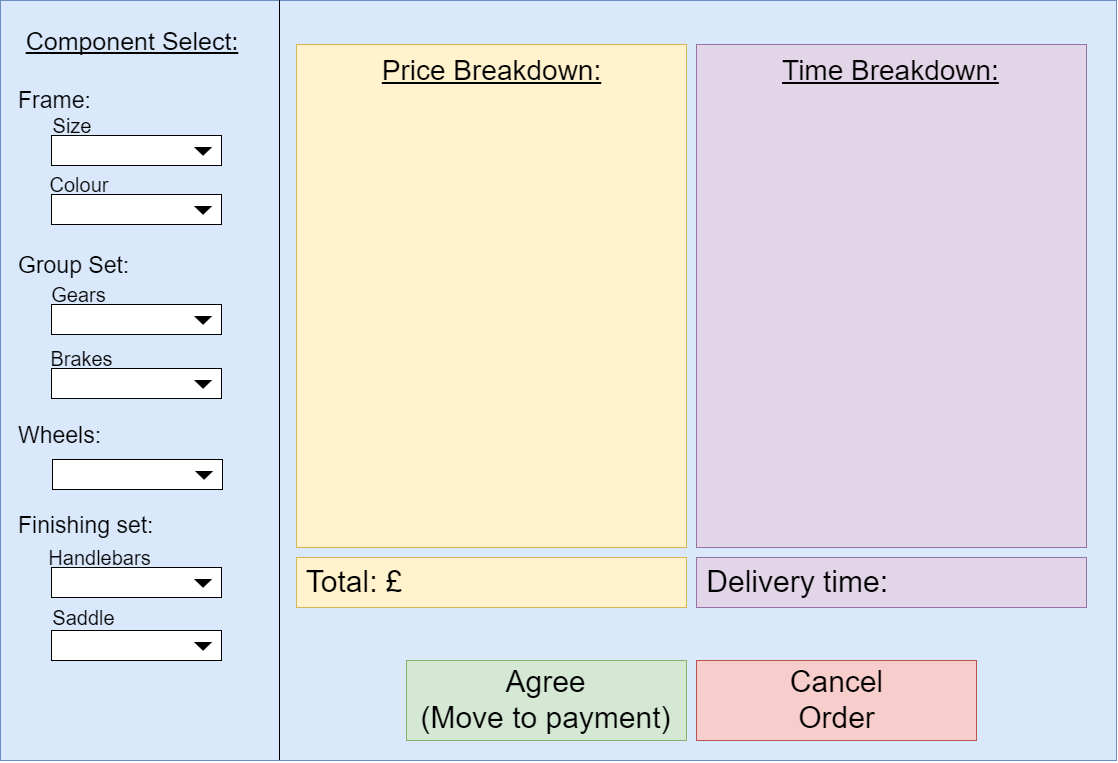 Component Select:
Frame:
Size
Colour
Group Set:
Gears
Brakes
Wheels:
Finishing set:
Handlebars
Saddle
Price Breakdown:
Total: £
Time Breakdown:
Delivery time:
Agree
(Move to payment)
Cancel
Order